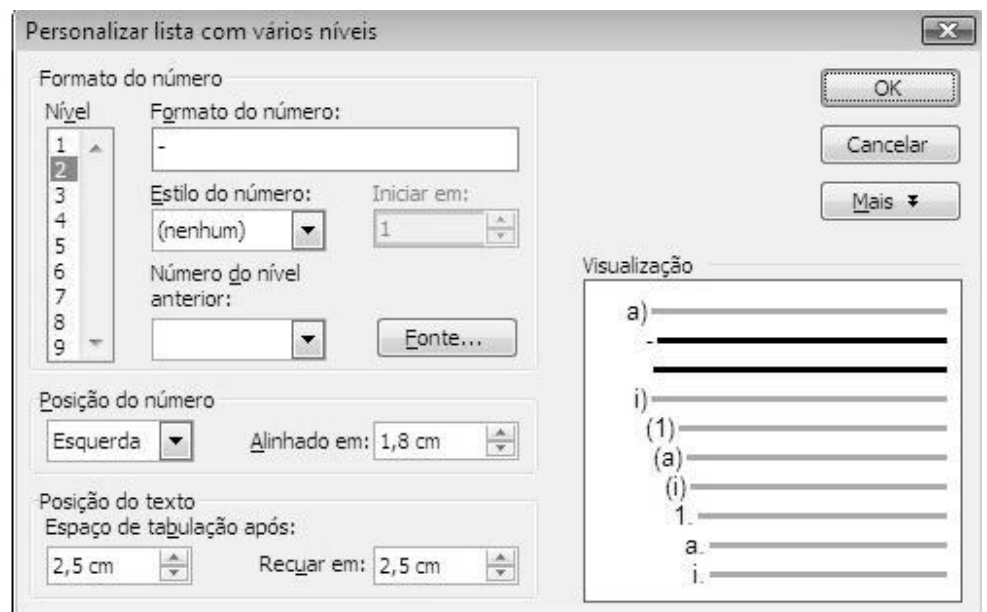 Personalizar lista com vários níveis
Formato do número
Nível
Formato do número:
1
2
3
4
5
6
7
8
9
-
Estilo do número:
Iniciar em:
(nenhum)
1
Número do nível
anterior:
Fonte...
Posição do número
Esquerda
Alinhado em: 1,8 cm
Posição do texto
Espaço de tabulação após:
2,5 cm
Recuar em: 2,5 cm
OK
Cancelar
Mais
Visualização
a)
-
i)
(1)
(a)
(i)
1.
a.
i.